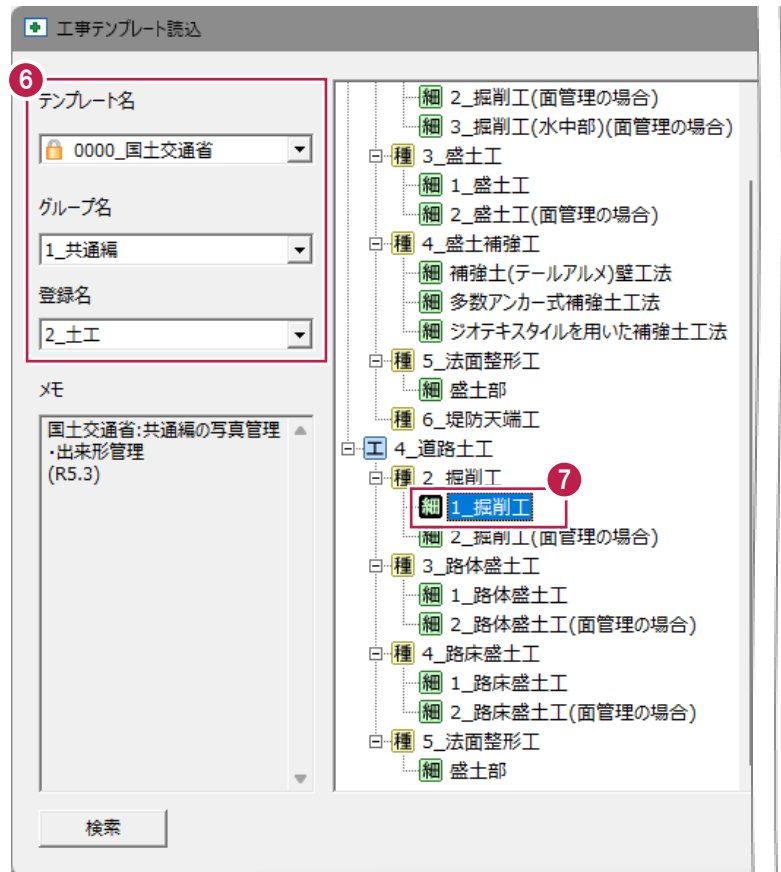 工事テンプレート読込
6
テンプレート名
0000_国土交通省
グループ名
1_共通編
登録名
2_土工
メモ
国土交通省:共通編の写真管理
・出来形管理
(R5.3)
検索
細 2_掘削工(面管理の場合)
細 3_掘削工(水中部)(面管理の場合)
種 3_盛土工
細 1_盛土工
細 2_盛土工(面管理の場合)
種 4_盛土補強工
細 補強土(テールアルメ)壁工法
細 多数アンカー式補強土工法
細 ジオテキスタイルを用いた補強土工法
種 5_法面整形工
細 盛土部
種 6_堤防天端工
工 4_道路土工
種 2_掘削工
7
細 1_掘削工
細 2_掘削工(面管理の場合)
種 3_路体盛土工
細 1_路体盛土工
細 2_路体盛土工(面管理の場合)
種 4_路床盛土工
細 1_路床盛土工
細 2_路床盛土工(面管理の場合)
種 5_法面整形工
細 盛土部